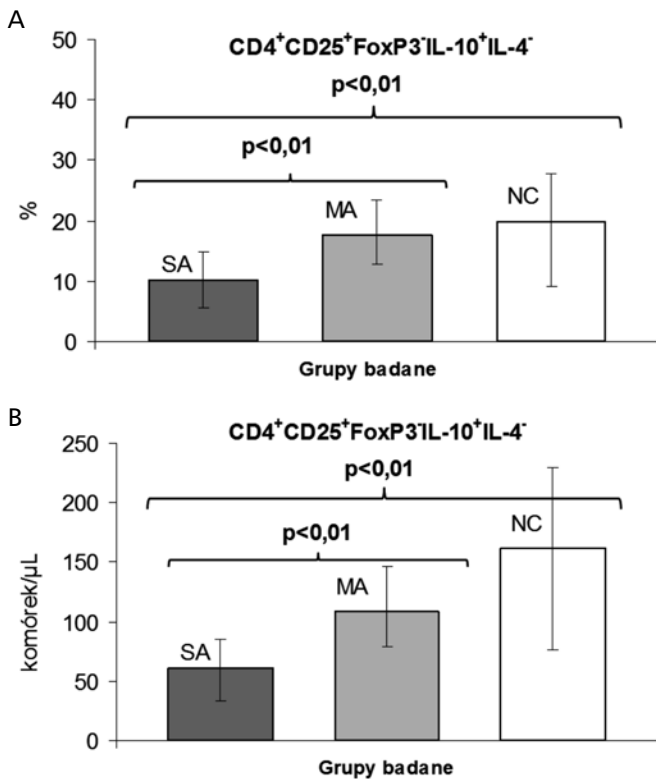 A
CD4⁺CD25⁺FoxP3⁻IL-10⁺IL-4⁻
p<0,01
p<0,01
50
40
30
20
10
0
%
SA
MA
NC
Grupy badane
B
CD4⁺CD25⁺FoxP3⁻IL-10⁺IL-4⁻
p<0,01
p<0,01
250
200
150
100
50
0
komórek/µL
SA
MA
NC
Grupy badane